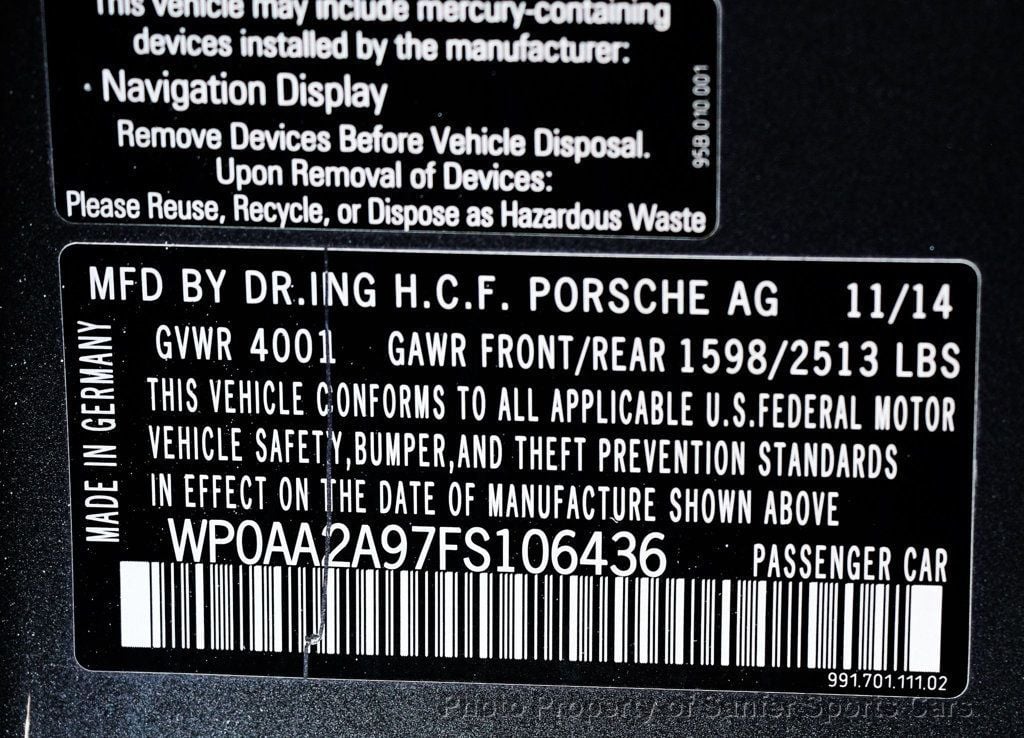 This vehicle may include mercury-containing
devices installed by the manufacturer:
· Navigation Display
Remove Devices Before Vehicle Disposal.
Upon Removal of Devices:
Please Reuse, Recycle, or Dispose as Hazardous Waste
95B 010 001
MFD BY DR.ING H.C.F. PORSCHE AG 11/14
GVWR 4001 GAWR FRONT/REAR 1598/2513 LBS
THIS VEHICLE CONFORMS TO ALL APPLICABLE U.S.FEDERAL MOTOR
VEHICLE SAFETY,BUMPER,AND THEFT PREVENTION STANDARDS
IN EFFECT ON THE DATE OF MANUFACTURE SHOWN ABOVE
MADE IN GERMANY
WP0AA2A97FS106436 PASSENGER CAR
991.701.111.02
Photo Property of Samfer Sports Cars